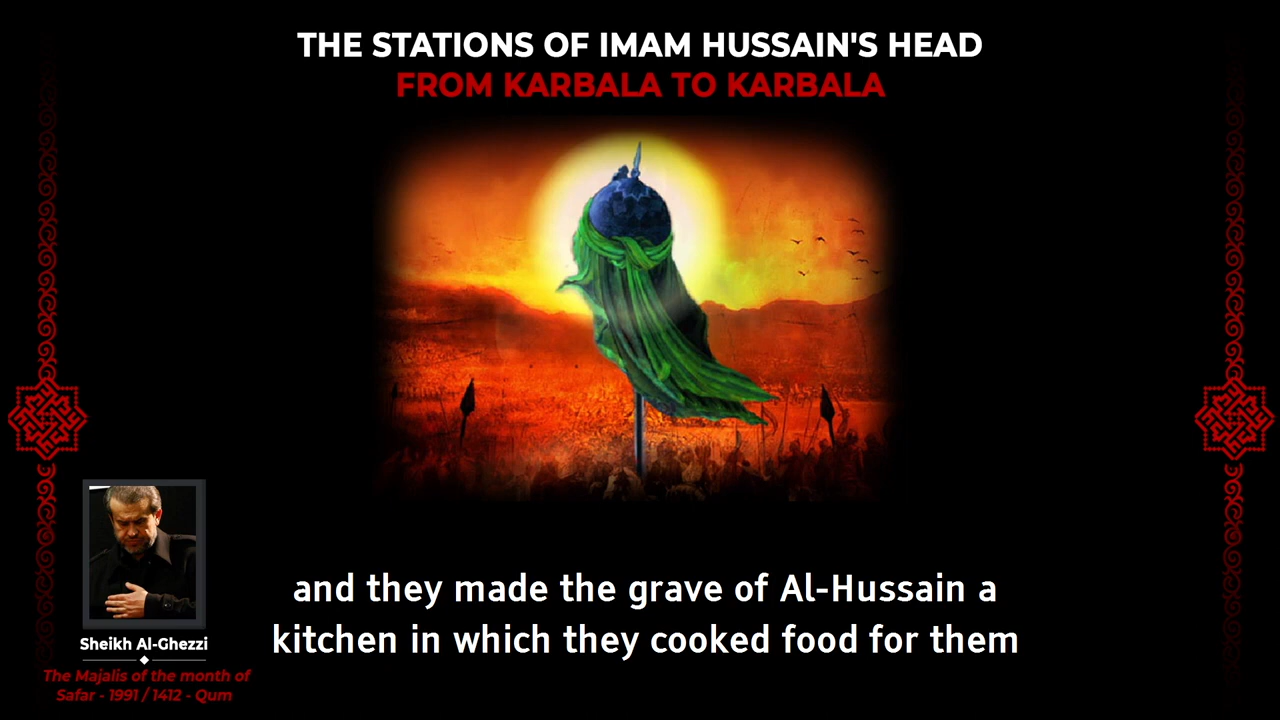 THE STATIONS OF IMAM HUSSAIN'S HEAD
FROM KARBALA TO KARBALA
and they made the grave of Al-Hussain a
kitchen in which they cooked food for them
Sheikh Al-Ghezzi
The Majalis of the month of
Safar - 1991 / 1412 - Qum